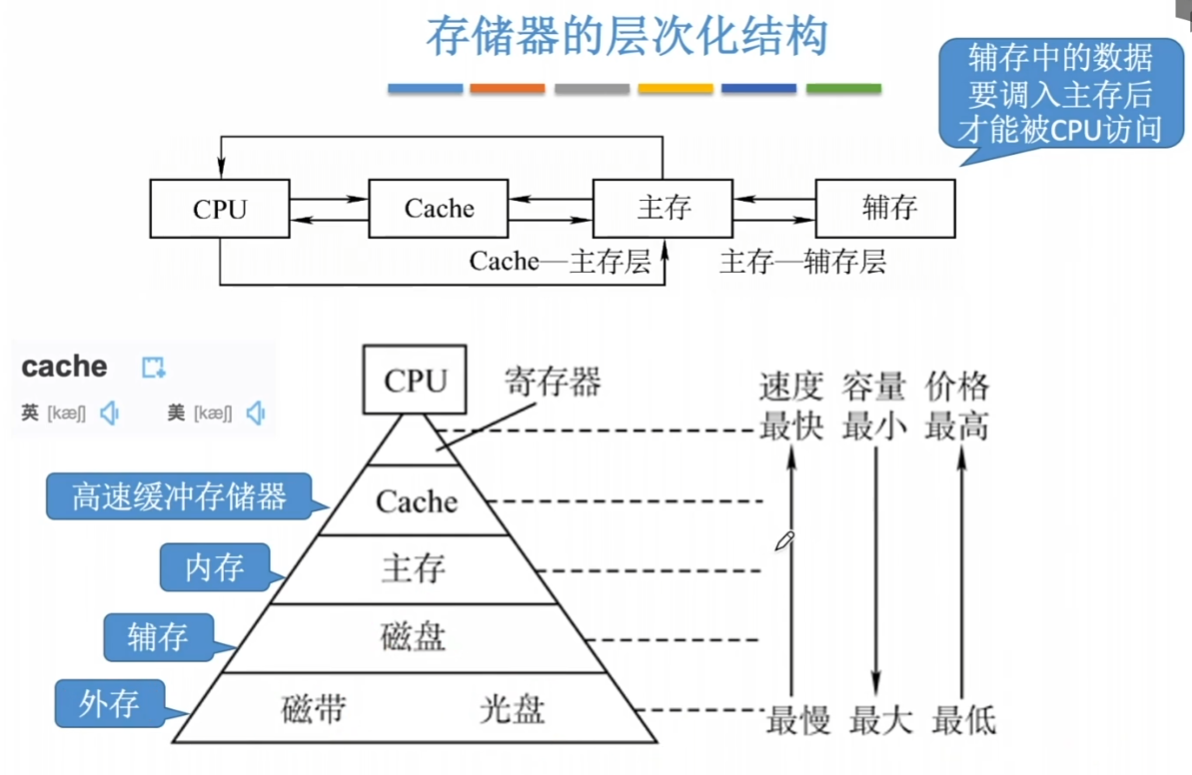 存储器的层次化结构
辅存中的数据
要调入主存后
才能被CPU访问
CPU
Cache
主存
辅存
Cache—主存层
主存—辅存层
cache
英 [kæʃ]
美 [kæʃ]
CPU
寄存器
速度 容量 价格
最快 最小 最高
高速缓冲存储器
Cache
内存
主存
辅存
磁盘
外存
磁带
光盘
最慢 最大 最低